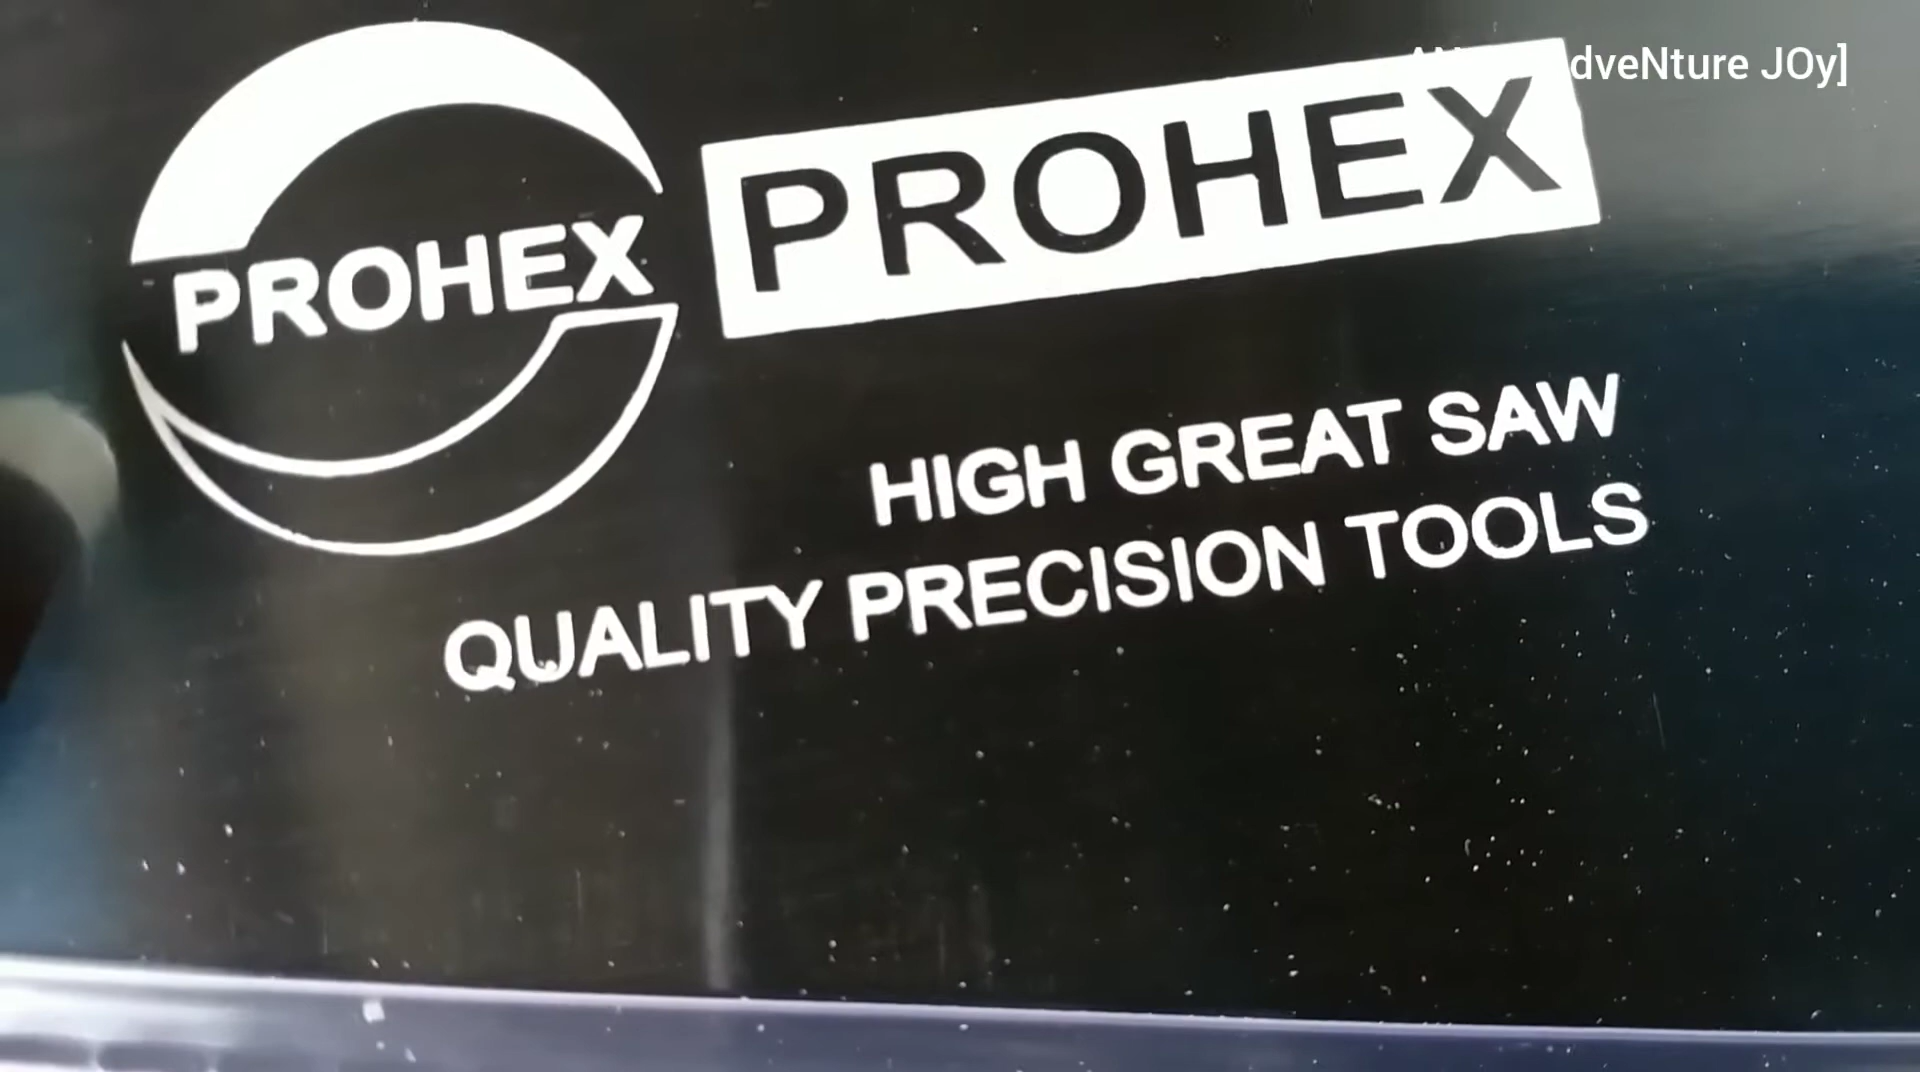 dveNture JOy]
PROHEX
PROHEX
HIGH GREAT SAW
QUALITY PRECISION TOOLS